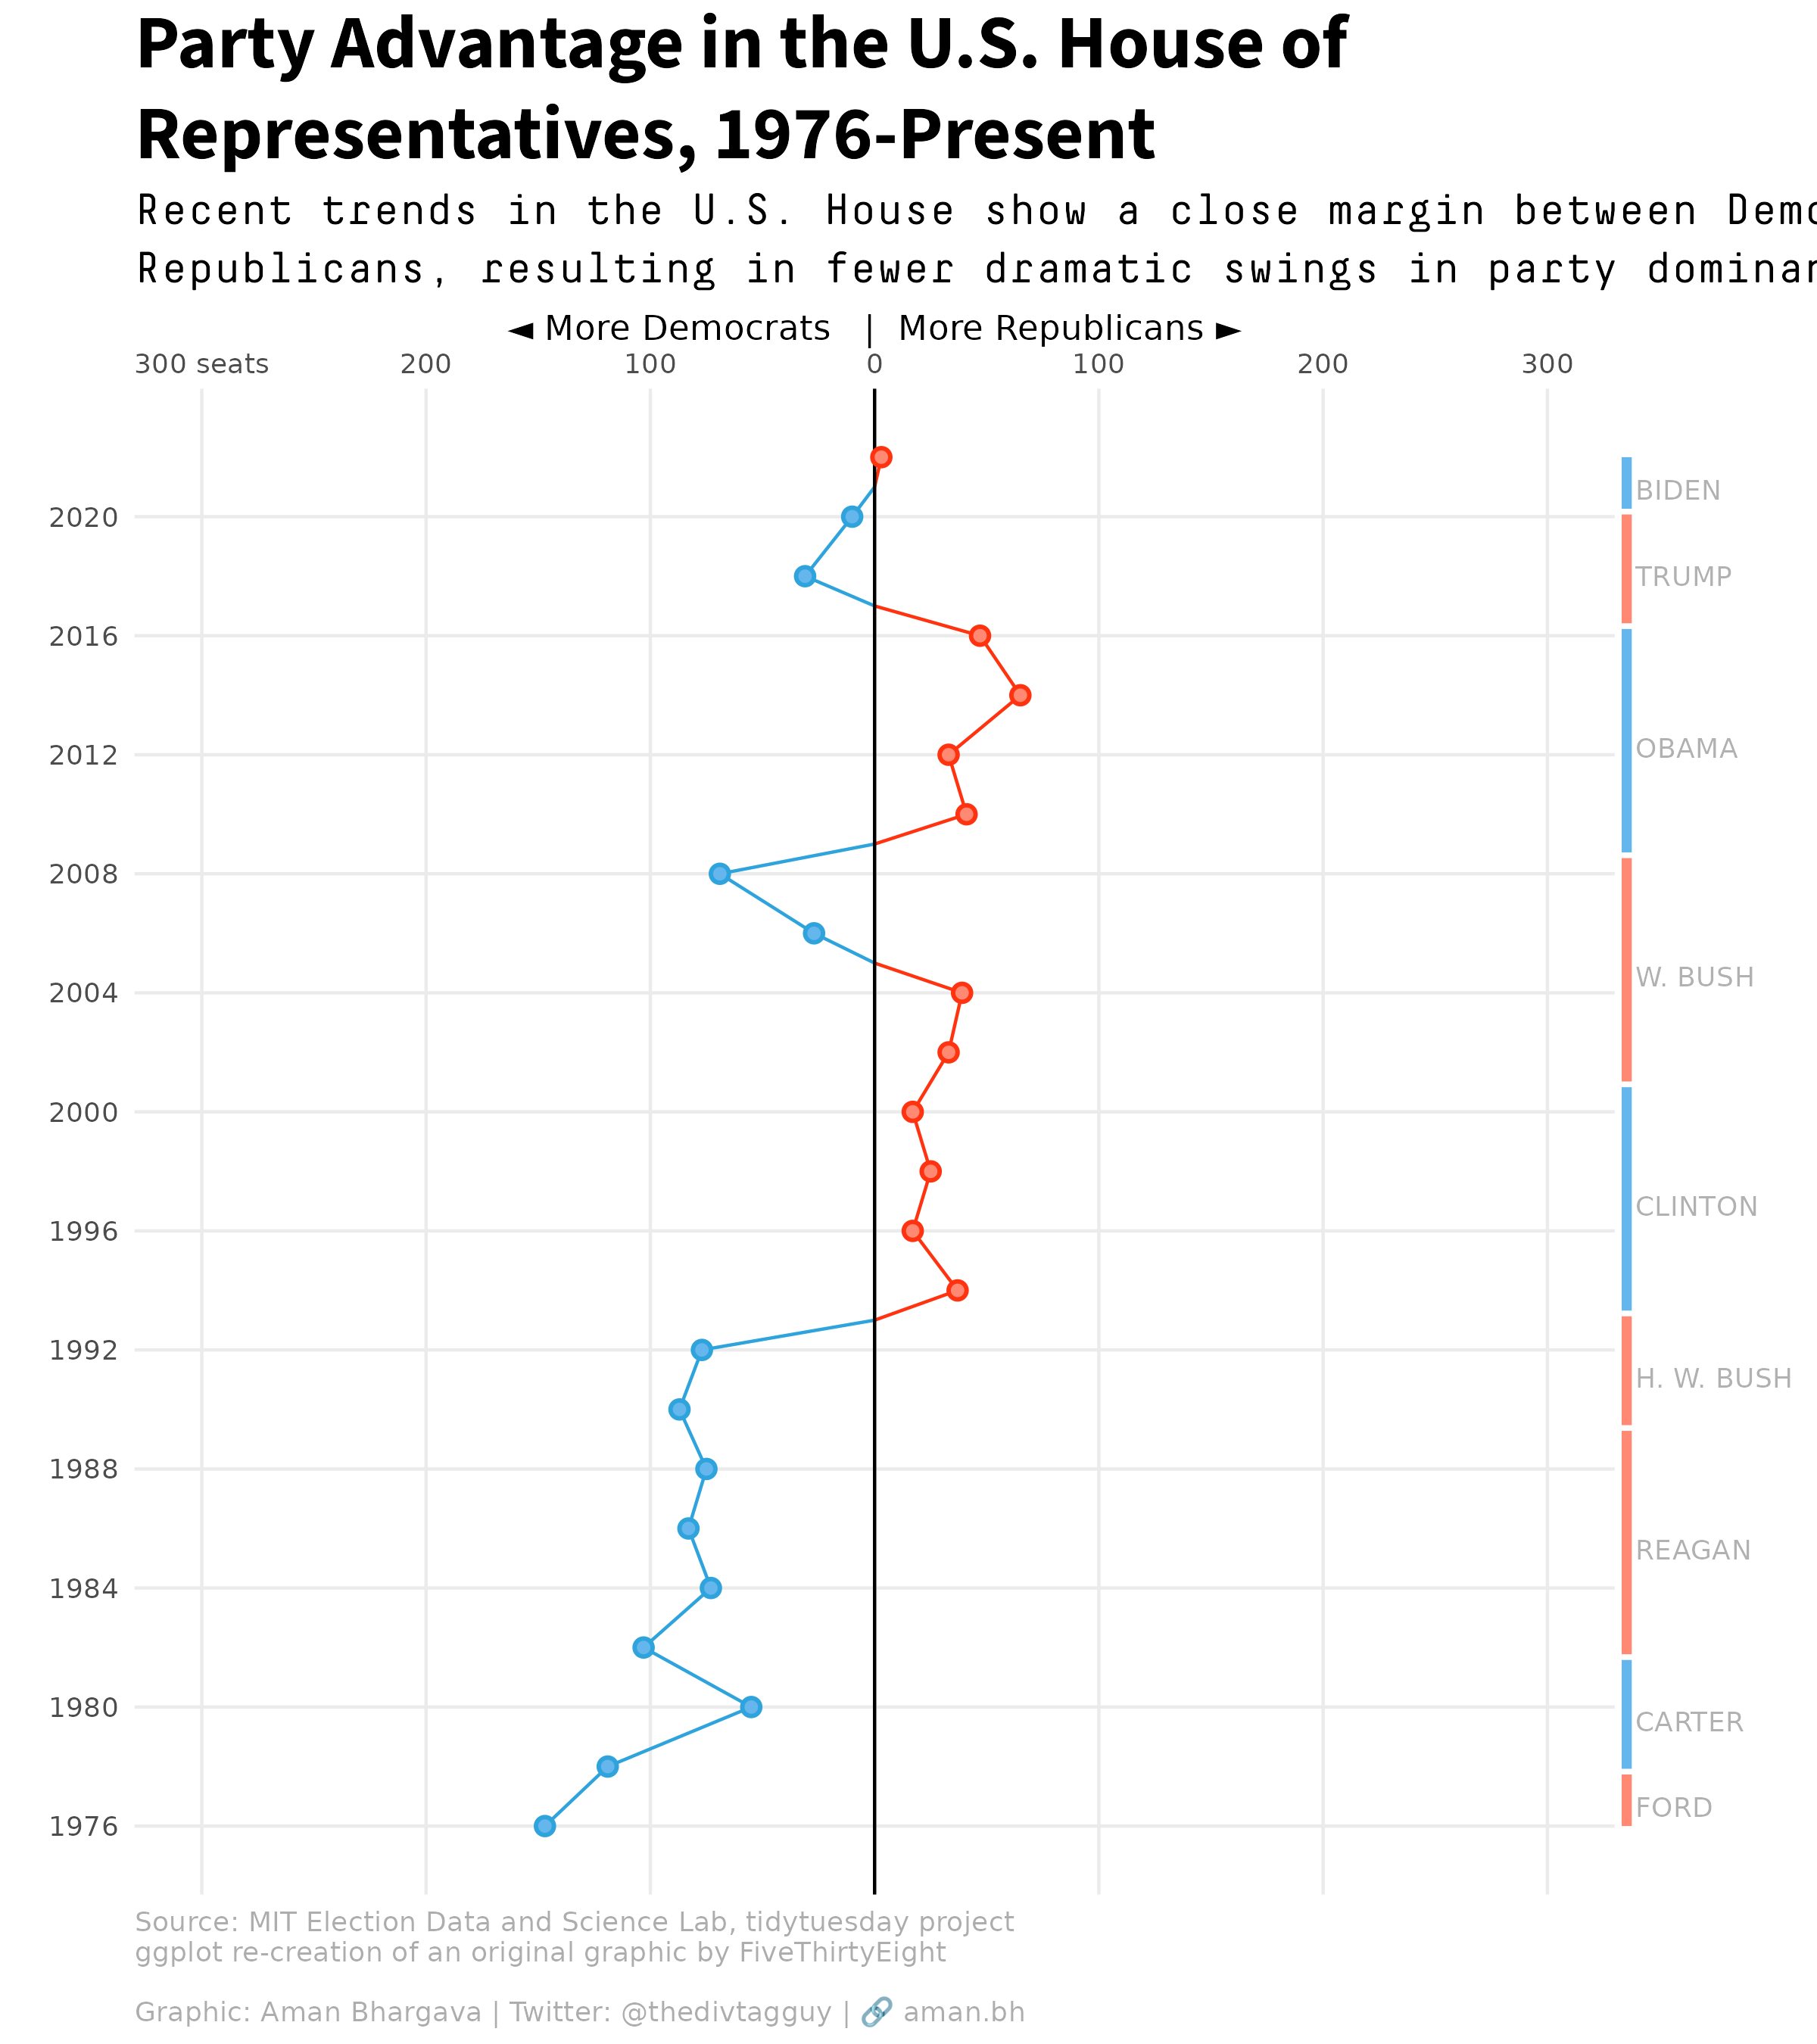 Party Advantage in the U.S. House of
Representatives, 1976-Present
Recent trends in the U.S. House show a close margin between
Republicans, resulting in fewer dramatic swings in party
◄ More Democrats | More Republicans ►
300 seats 200 100 0 100 200 300
BIDEN
2020
TRUMP
2016
OBAMA
2012
2008
W. BUSH
2004
2000
CLINTON
1996
1992
H. W. BUSH
1988
REAGAN
1984
1980
CARTER
FORD
1976
Source: MIT Election Data and Science Lab, tidytuesday project
ggplot re-creation of an original graphic by FiveThirtyEight
Graphic: Aman Bhargava | Twitter: @thedivtagguy | 🔗 aman.bh